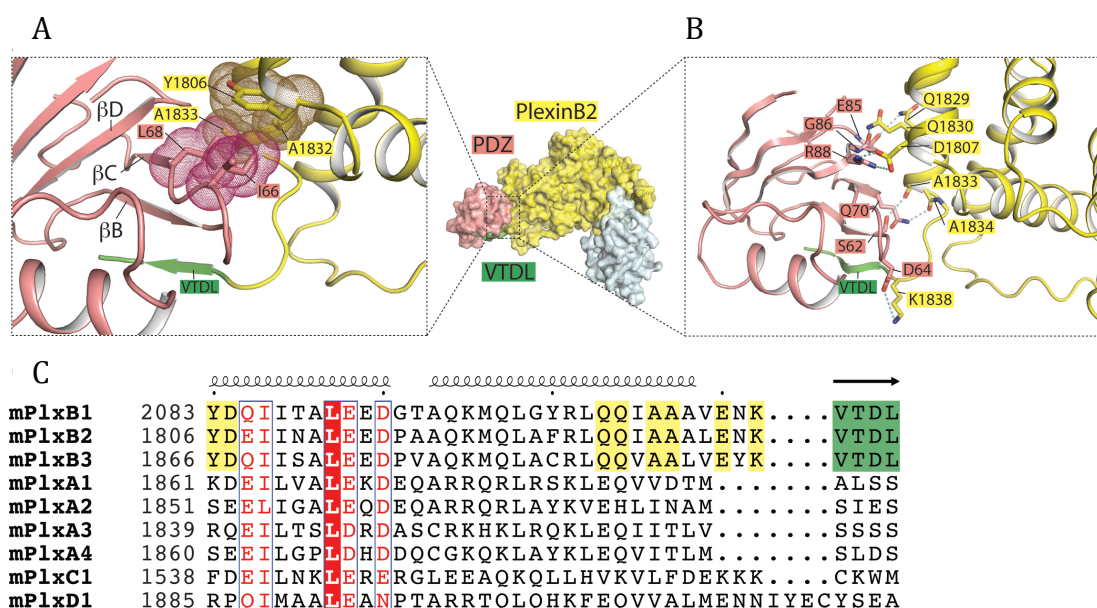 A
Y1806
A1833
βD
L68
A1832
βC
I66
βB
VTDL
PlexinB2
PDZ
VTDL
B
E85
Q1829
G86
Q1830
R88
D1807
A1833
Q70
A1834
S62
D64
VTDL
K1838
C
mPlxB1 2083 YDQIITALEEDGTAQKMQLGYRLQQIAAAVENK....VTDL
mPlxB2 1806 YDEIINALEEDPAAQKMQLAFRLQQIAAALENK....VTDL
mPlxB3 1866 YDQIISALEEDPVAQKMQLACRLQQVAALVEYK....VTDL
mPlxA1 1861 KDEILVALEKDEQARRQRLRSKLEQVVDTM.......ALSS
mPlxA2 1851 SEELIGALEQDEQARRQRLAYKVEHLINAM.......SIES
mPlxA3 1839 RQEILTSLDRDASCRKHKLRQKLEQIITLV.......SSSS
mPlxA4 1860 SEEILGPLDHDDQCGKQKLAYKLEQVITLM.......SLDS
mPlxC1 1538 FDEILNKLERERGLEEAQKQLLHVKVLFDEKKK....CKWM
mPlxD1 1885 RPQIMAALEANPTARRTQLQHKFEQVVALMENNIYECYSEA